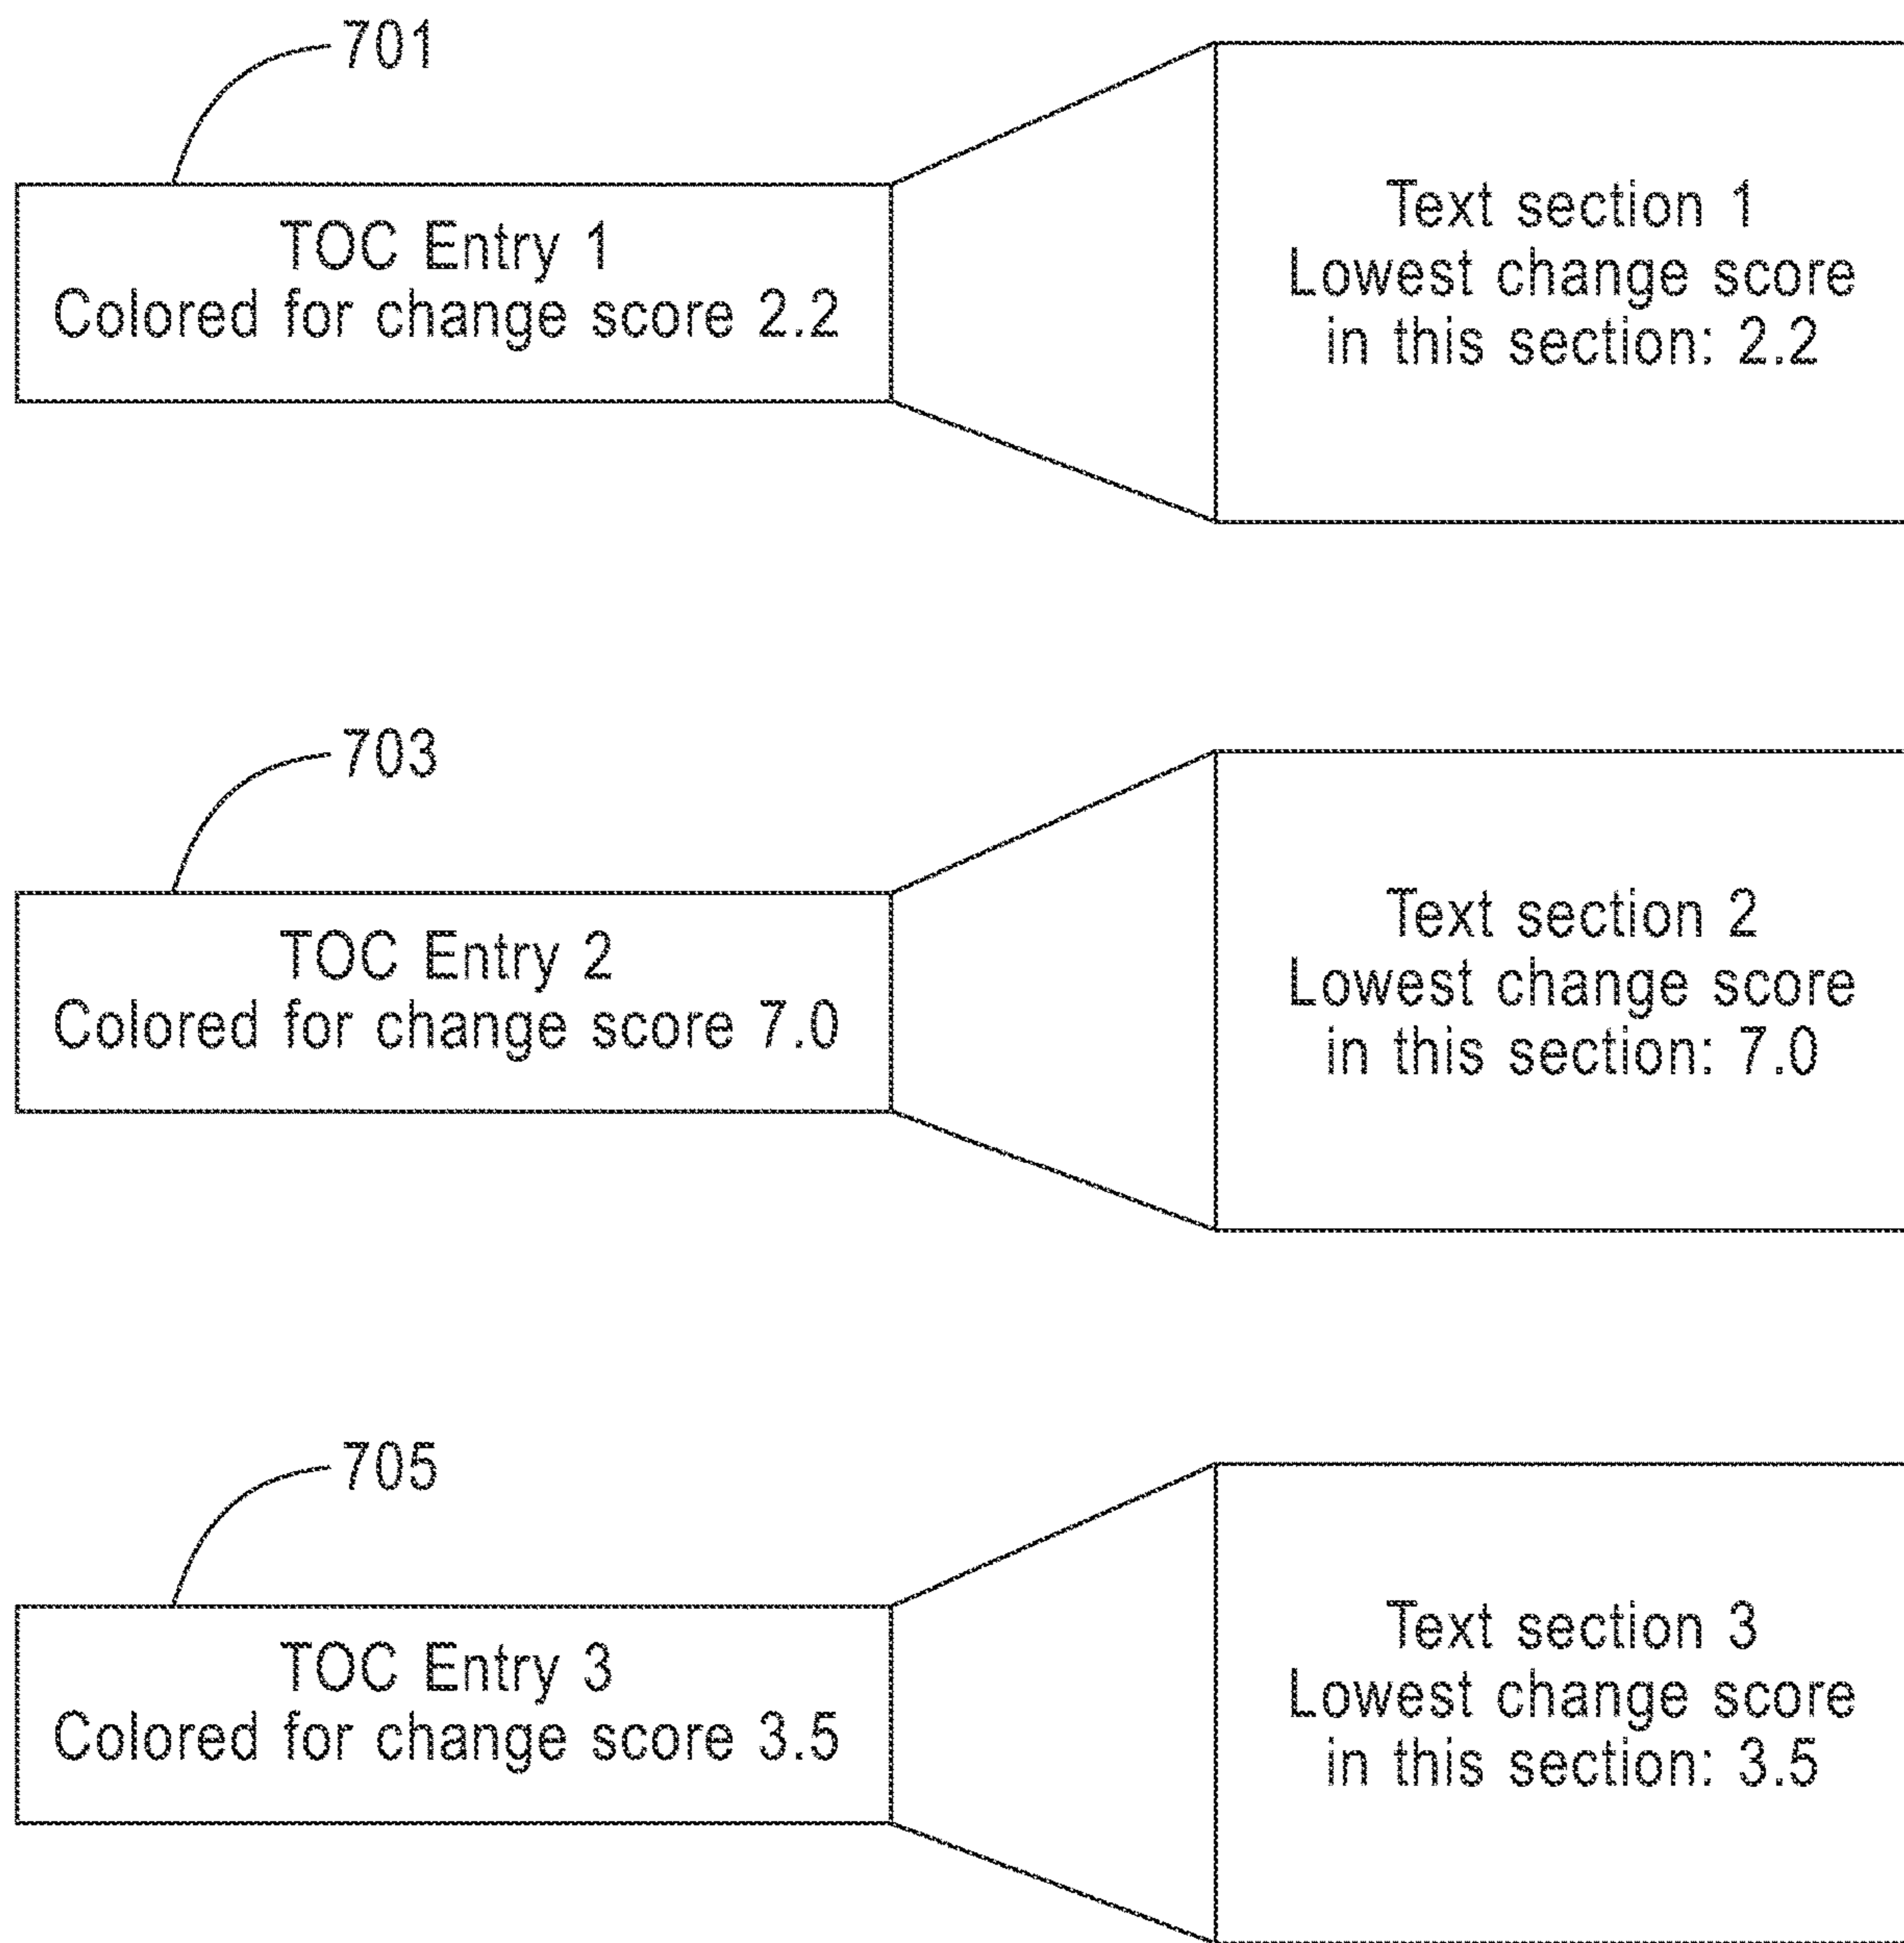 701
TOC Entry 1
Colored for change score 2.2
Text section 1
Lowest change score
in this section: 2.2
703
TOC Entry 2
Colored for change score 7.0
Text section 2
Lowest change score
in this section: 7.0
705
TOC Entry 3
Colored for change score 3.5
Text section 3
Lowest change score
in this section: 3.5